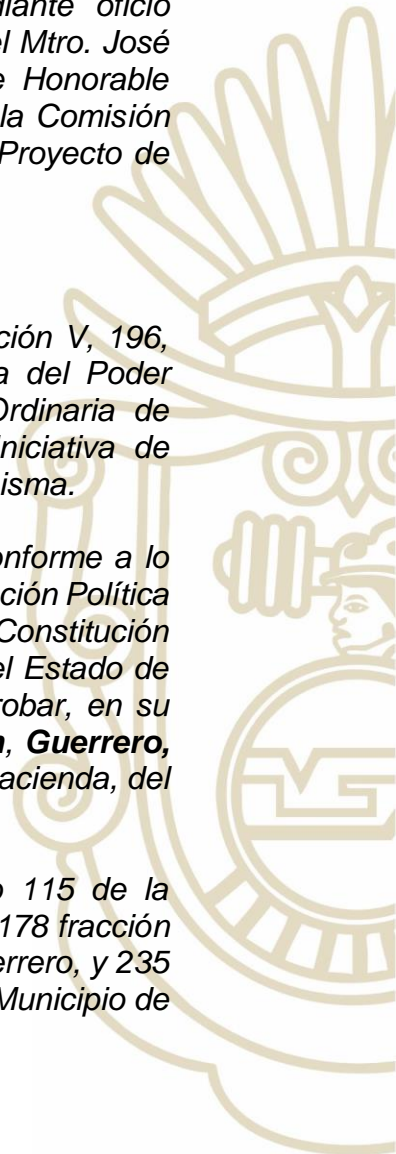 diante oficio
el Mtro. José
e Honorable
la Comisión
Proyecto de
ción V, 196,
a del Poder
Ordinaria de
niciativa de
isma.
onforme a lo
ción Política
Constitución
el Estado de
robar, en su
n, Guerrero,
acienda, del
o 115 de la
178 fracción
errero, y 235
Municipio de